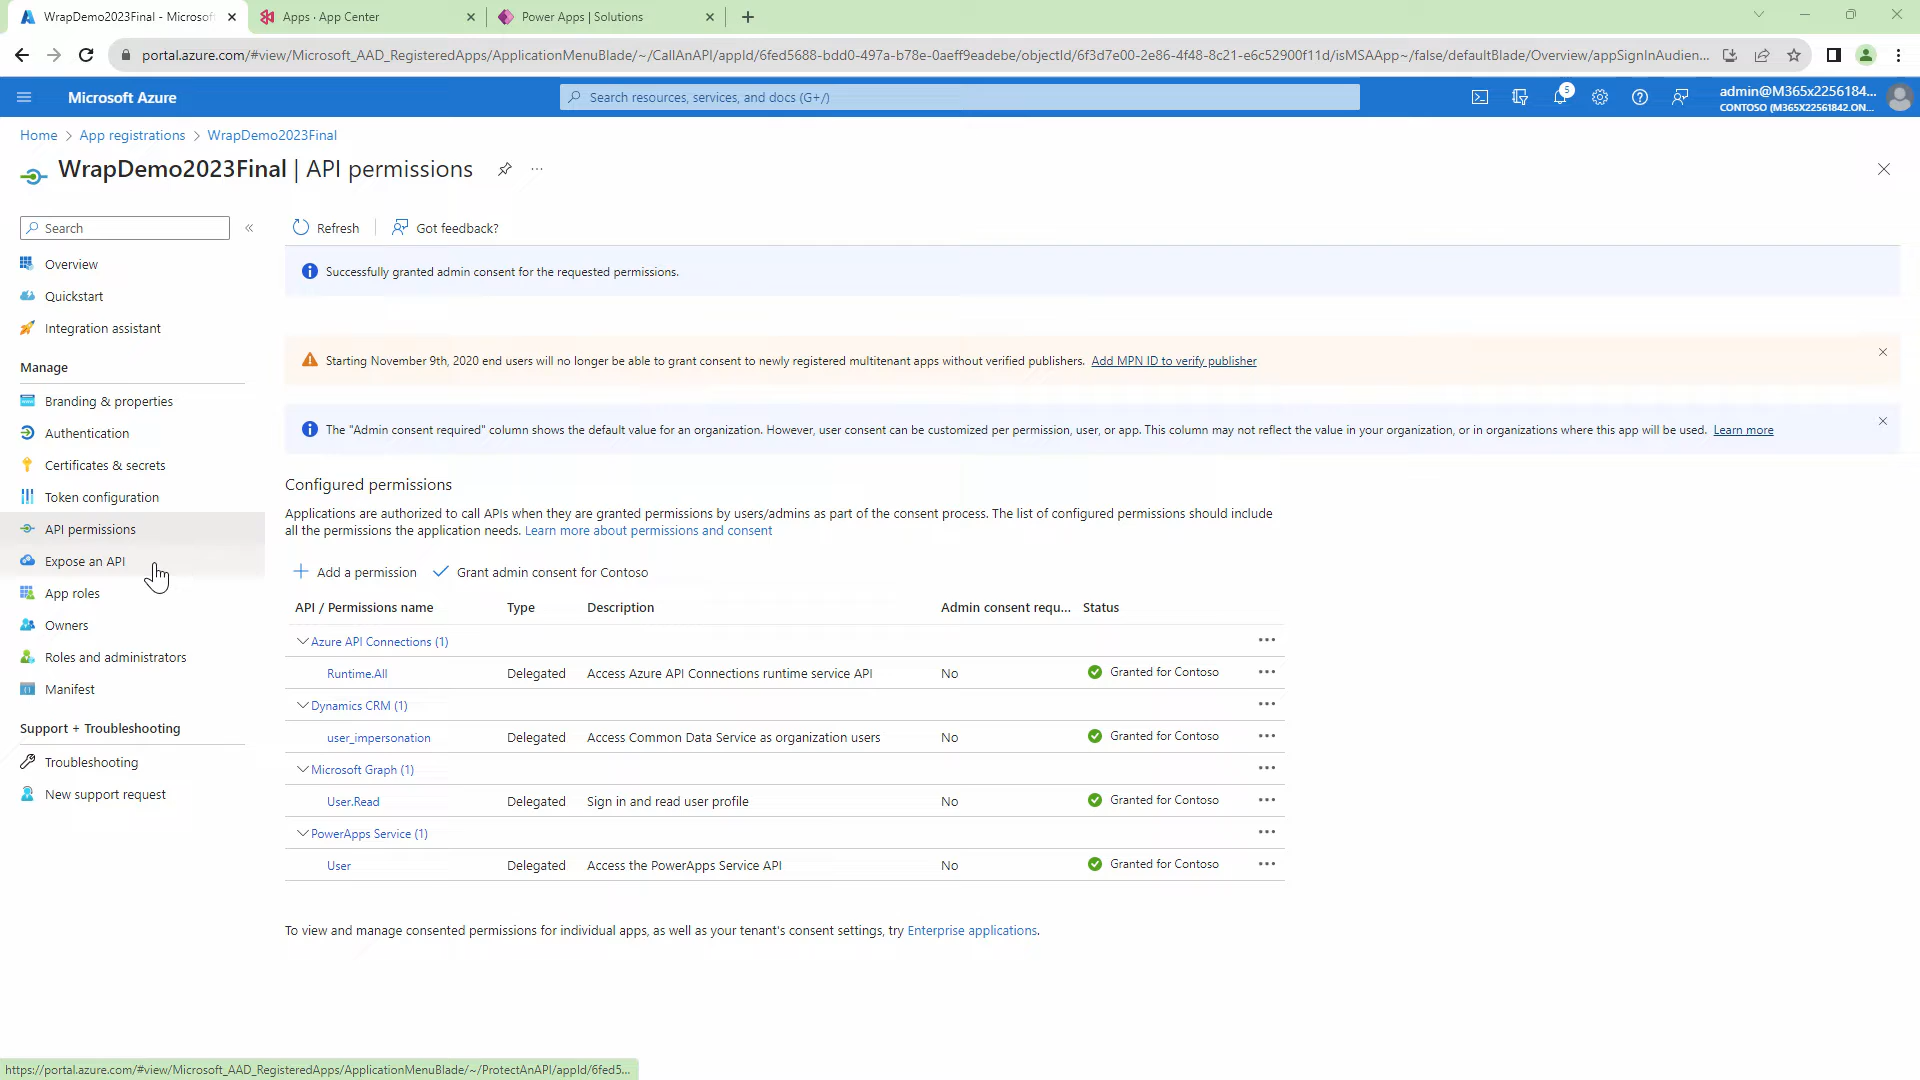 WrapDemo2023Final - Microsoft
Apps · App Center
Power Apps | Solutions
portal.azure.com/#view/Microsoft_AAD_RegisteredApps/ApplicationMenuBlade/~/CallAnAPI/appId/6fed5688-bdd0-497a-b78e-0aeff9eadebe/objectId/6f3d7e00-2e86-4f48-8c21-e6c52900f11d/isMSAApp~/false/defaultBlade/Overview/appSignInAudien...
Microsoft Azure
Search resources, services, and docs (G+/)
5
admin@M365x2256184...
CONTOSO (M365X22561842.ON...
Home > App registrations > WrapDemo2023Final
WrapDemo2023Final | API permissions
Search
Refresh
Got feedback?
Overview
Successfully granted admin consent for the requested permissions.
Quickstart
Integration assistant
Manage
Starting November 9th, 2020 end users will no longer be able to grant consent to newly registered multitenant apps without verified publishers. Add MPN ID to verify publisher
Branding & properties
Authentication
The "Admin consent required" column shows the default value for an organization. However, user consent can be customized per permission, user, or app. This column may not reflect the value in your organization, or in organizations where this app will be used. Learn more
Certificates & secrets
Token configuration
API permissions
Expose an API
App roles
Owners
Roles and administrators
Manifest
Support + Troubleshooting
Troubleshooting
New support request
Configured permissions
Applications are authorized to call APIs when they are granted permissions by users/admins as part of the consent process. The list of configured permissions should include
all the permissions the application needs. Learn more about permissions and consent
Add a permission
Grant admin consent for Contoso
API / Permissions name Type Description Admin consent requ... Status
Azure API Connections (1)
Runtime.All Delegated Access Azure API Connections runtime service API No Granted for Contoso
Dynamics CRM (1)
user_impersonation Delegated Access Common Data Service as organization users No Granted for Contoso
Microsoft Graph (1)
User.Read Delegated Sign in and read user profile No Granted for Contoso
PowerApps Service (1)
User Delegated Access the PowerApps Service API No Granted for Contoso
To view and manage consented permissions for individual apps, as well as your tenant's consent settings, try Enterprise applications.
https://portal.azure.com/#view/Microsoft_AAD_RegisteredApps/ApplicationMenuBlade/~/ProtectAnAPI/appId/6fed5...